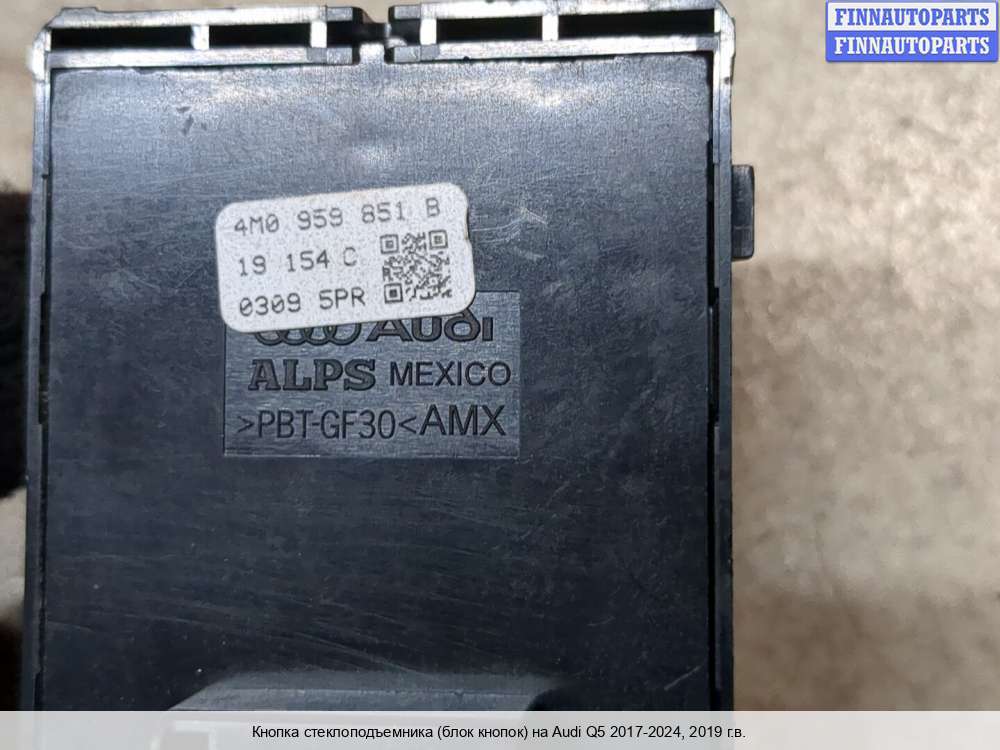 FINNAUTOPARTS
FINNAUTOPARTS
4M0 959 851 B
19 154 C
0309 5PR
Audi
ALPS MEXICO
>PBT-GF30<AMX
Кнопка стеклоподъемника (блок кнопок) на Audi Q5 2017-2024, 2019 г.в.